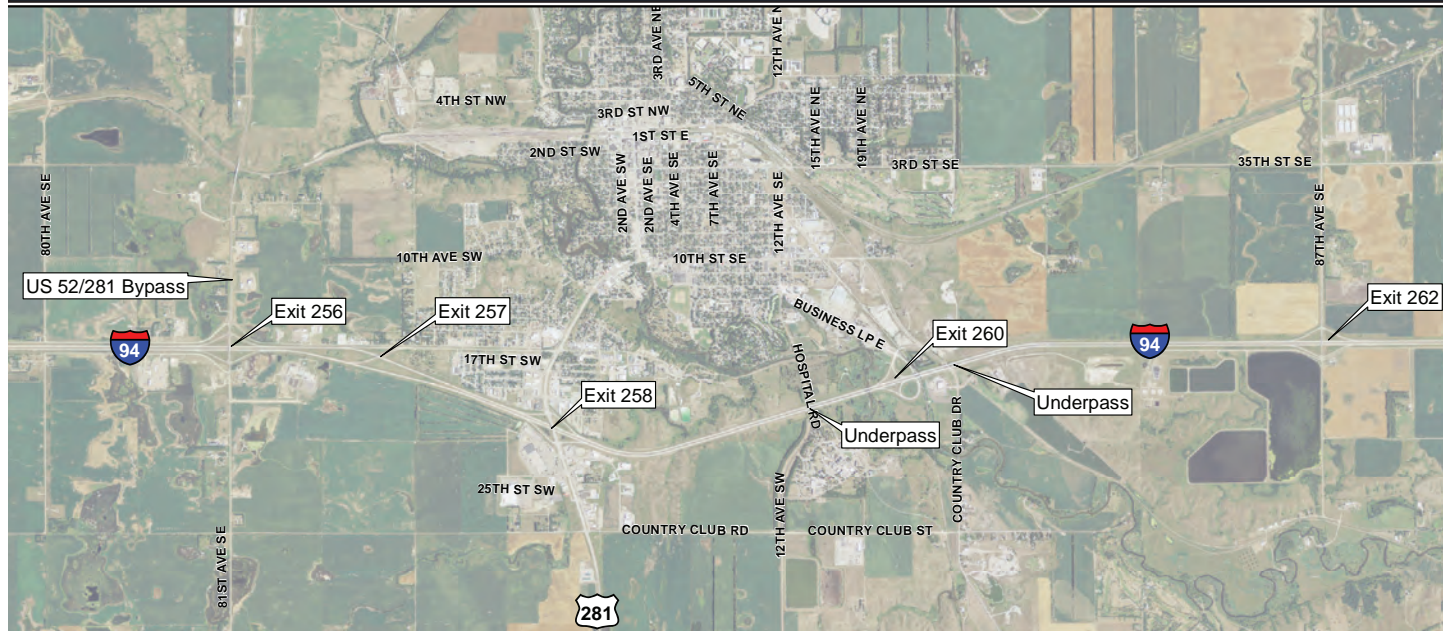 3RD AVE NE
12TH AVE N
4TH ST NW
5TH ST NE
3RD ST NW
1ST ST E
2ND ST SW
15TH AVE NE
19TH AVE NE
3RD ST SE
35TH ST SE
80TH AVE SE
2ND AVE SW
2ND AVE SE
4TH AVE SE
7TH AVE SE
12TH AVE SE
87TH AVE SE
10TH AVE SW
10TH ST SE
US 52/281 Bypass
Exit 256
Exit 257
BUSINESS LP E
Exit 260
Exit 262
94
94
17TH ST SW
HOSPITAL RD
Exit 258
Underpass
Underpass
25TH ST SW
COUNTRY CLUB DR
12TH AVE SW
COUNTRY CLUB RD
COUNTRY CLUB ST
81ST AVE SE
281